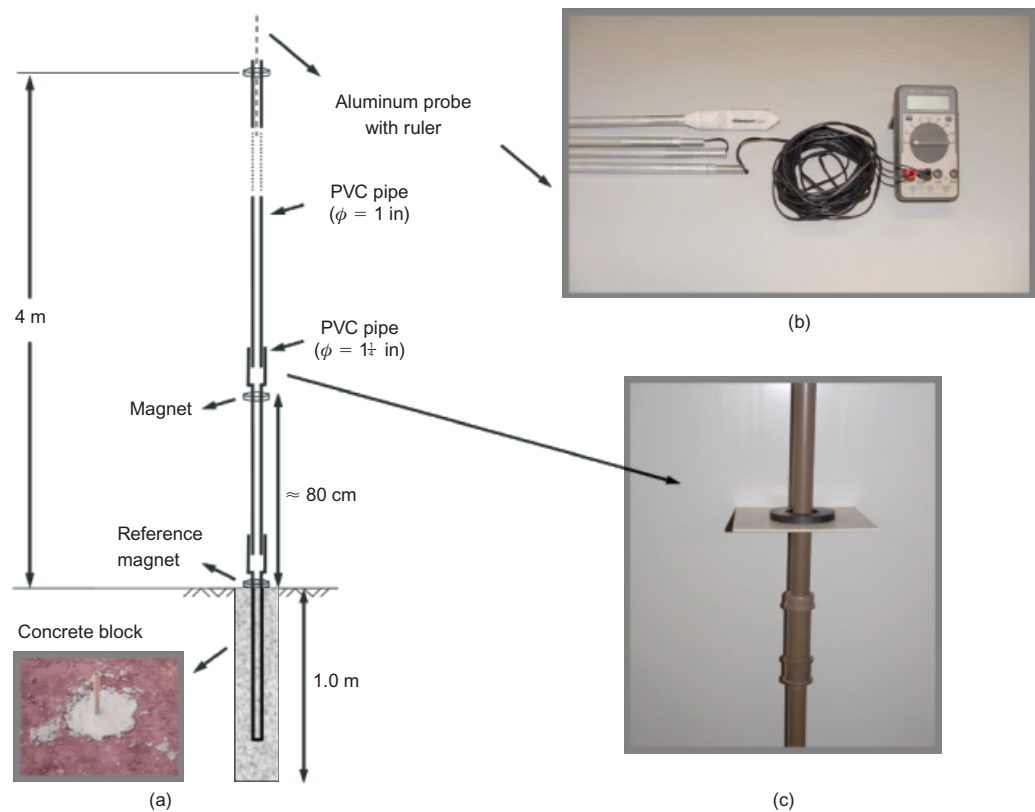 Aluminum probe
with ruler
PVC pipe
(ϕ = 1 in)
4 m
PVC pipe
(ϕ = 1¼ in)
Magnet
≈ 80 cm
Reference
magnet
Concrete block
1.0 m
(a)
(b)
(c)